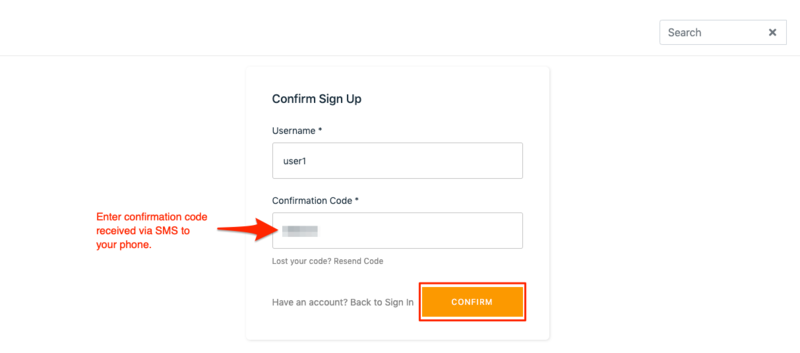 Search
Confirm Sign Up
Username *
user1
Confirmation Code *
Enter confirmation code
received via SMS to
your phone.
Lost your code? Resend Code
Have an account? Back to Sign In
CONFIRM